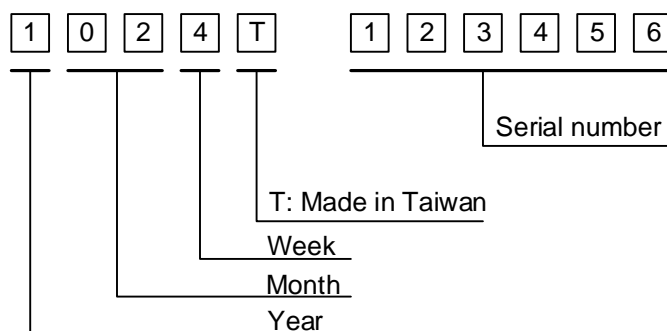 1 0 2 4 T 1 2 3 4 5 6
Serial number
T: Made in Taiwan
Week
Month
Year